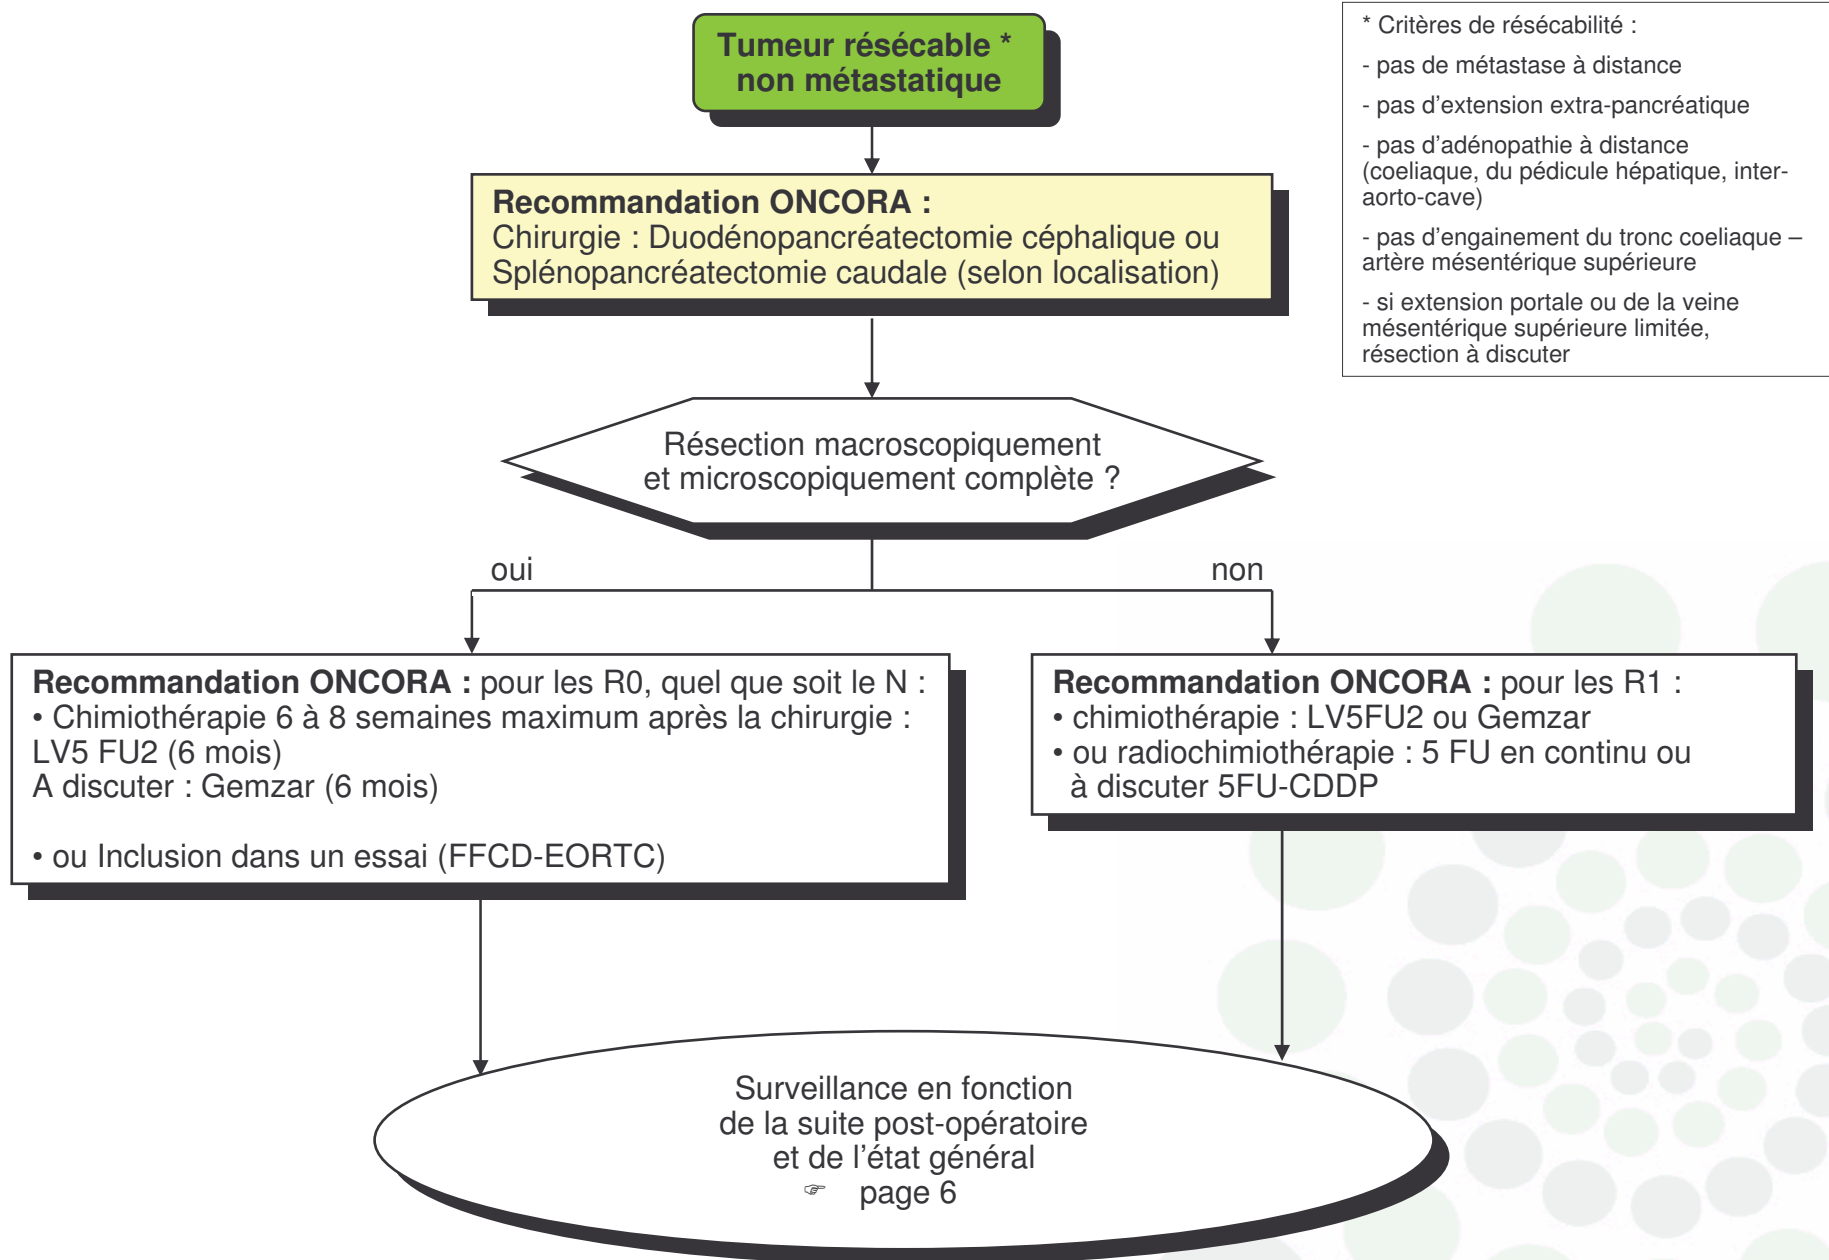 Tumeur résécable *
non métastatique
* Critères de résécabilité :
- pas de métastase à distance
- pas d'extension extra-pancréatique
- pas d'adénopathie à distance
(coeliaque, du pédicule hépatique, inter-
aorto-cave)
- pas d'engainement du tronc coeliaque –
artère mésentérique supérieure
- si extension portale ou de la veine
mésentérique supérieure limitée,
résection à discuter
Recommandation ONCORA :
Chirurgie : Duodénopancréatectomie céphalique ou
Splénopancréatectomie caudale (selon localisation)
Résection macroscopiquement
et microscopiquement complète ?
oui
non
Recommandation ONCORA : pour les R0, quel que soit le N :
• Chimiothérapie 6 à 8 semaines maximum après la chirurgie :
LV5 FU2 (6 mois)
A discuter : Gemzar (6 mois)
• ou Inclusion dans un essai (FFCD-EORTC)
Recommandation ONCORA : pour les R1 :
• chimiothérapie : LV5FU2 ou Gemzar
• ou radiochimiothérapie : 5 FU en continu ou
à discuter 5FU-CDDP
Surveillance en fonction
de la suite post-opératoire
et de l'état général
☞ page 6